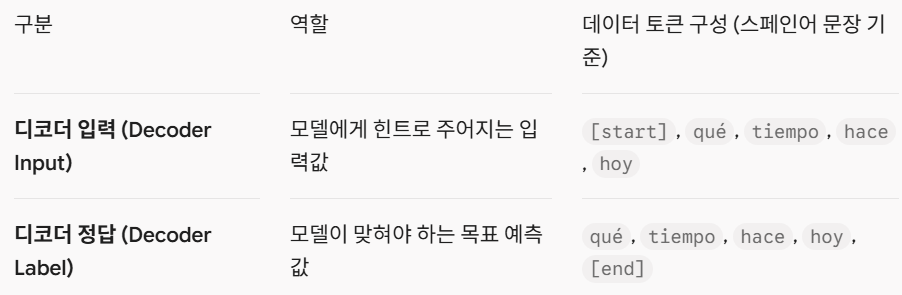 구분
역할
데이터 토큰 구성 (스페인어 문장 기
준)
디코더 입력 (Decoder
Input)
모델에게 힌트로 주어지는 입
력값
[start] , qué , tiempo , hace
, hoy
디코더 정답 (Decoder
Label)
모델이 맞혀야 하는 목표 예측
값
qué , tiempo , hace , hoy ,
[end]